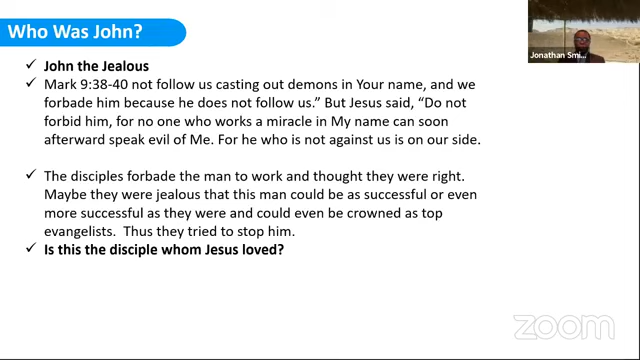 Who Was John?
Jonathan Smi...
✓ John the Jealous
✓ Mark 9:38-40 not follow us casting out demons in Your name, and we
forbade him because he does not follow us.” But Jesus said, “Do not
forbid him, for no one who works a miracle in My name can soon
afterward speak evil of Me. For he who is not against us is on our side.
✓ The disciples forbade the man to work and thought they were right.
Maybe they were jealous that this man could be as successful or even
more successful as they were and could even be crowned as top
evangelists. Thus they tried to stop him.
✓ Is this the disciple whom Jesus loved?
zoom